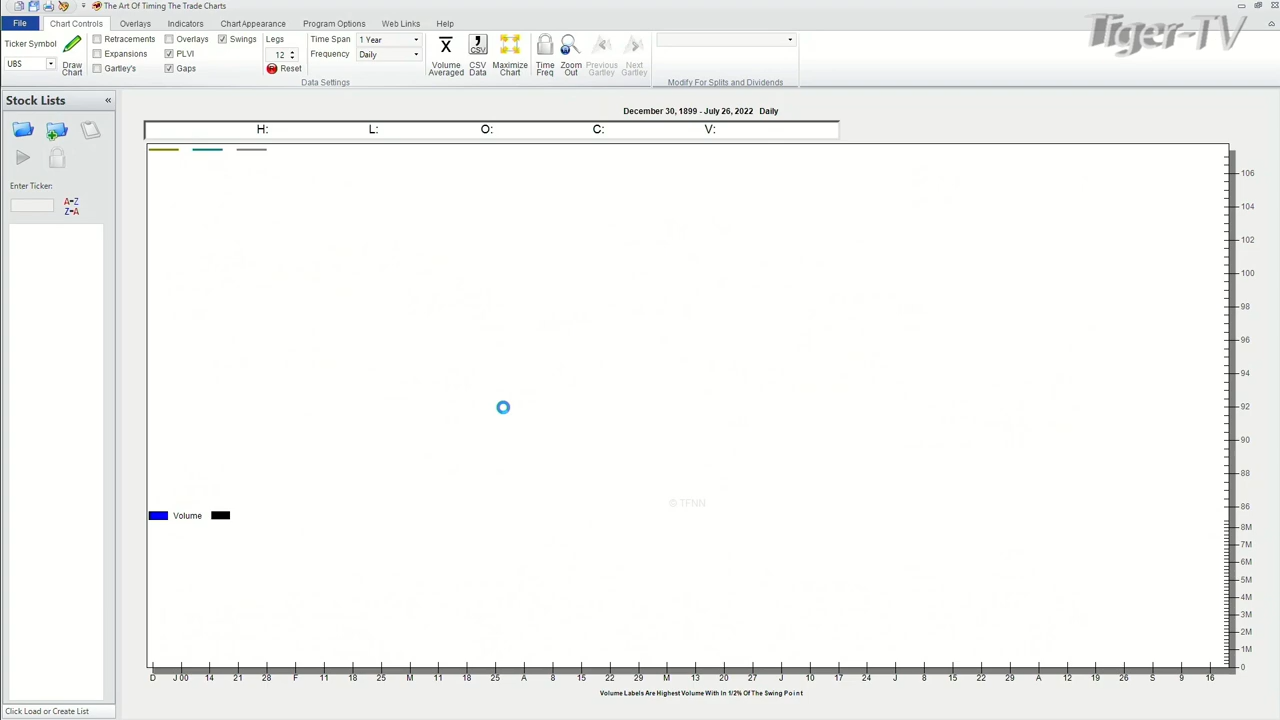 The Art Of Timing The Trade Charts
File Chart Controls Overlays Indicators Chart Appearance Program Options Web Links Help
Tiger-TV
Ticker Symbol
UBS
Draw
Chart
Retracements
Expansions
Gartley's
Overlays
PLVI
Gaps
Swings
Legs
12
Reset
Time Span 1 Year
Frequency Daily
Volume
Averaged
CSV
CSV
Data
Maximize
Chart
Data Settings
Time
Freq
Zoom
Out
Previous
Gartley
Next
Gartley
Modify For Splits and Dividends
Stock Lists «
Enter Ticker:
A-Z
Z-A
Click Load or Create List
December 30, 1899 - July 26, 2022 Daily
H: L: O: C: V:
106
104
102
100
98
96
94
92
90
88
86
8M
7M
6M
5M
4M
3M
2M
1M
0
© TFNN
Volume
D J 00 14 21 28 F 11 18 25 M 11 18 25 A 8 15 22 29 M 13 20 27 J 10 17 24 J 8 15 22 29 A 12 19 26 S 9 16
Volume Labels Are Highest Volume With In 1/2% Of The Swing Point